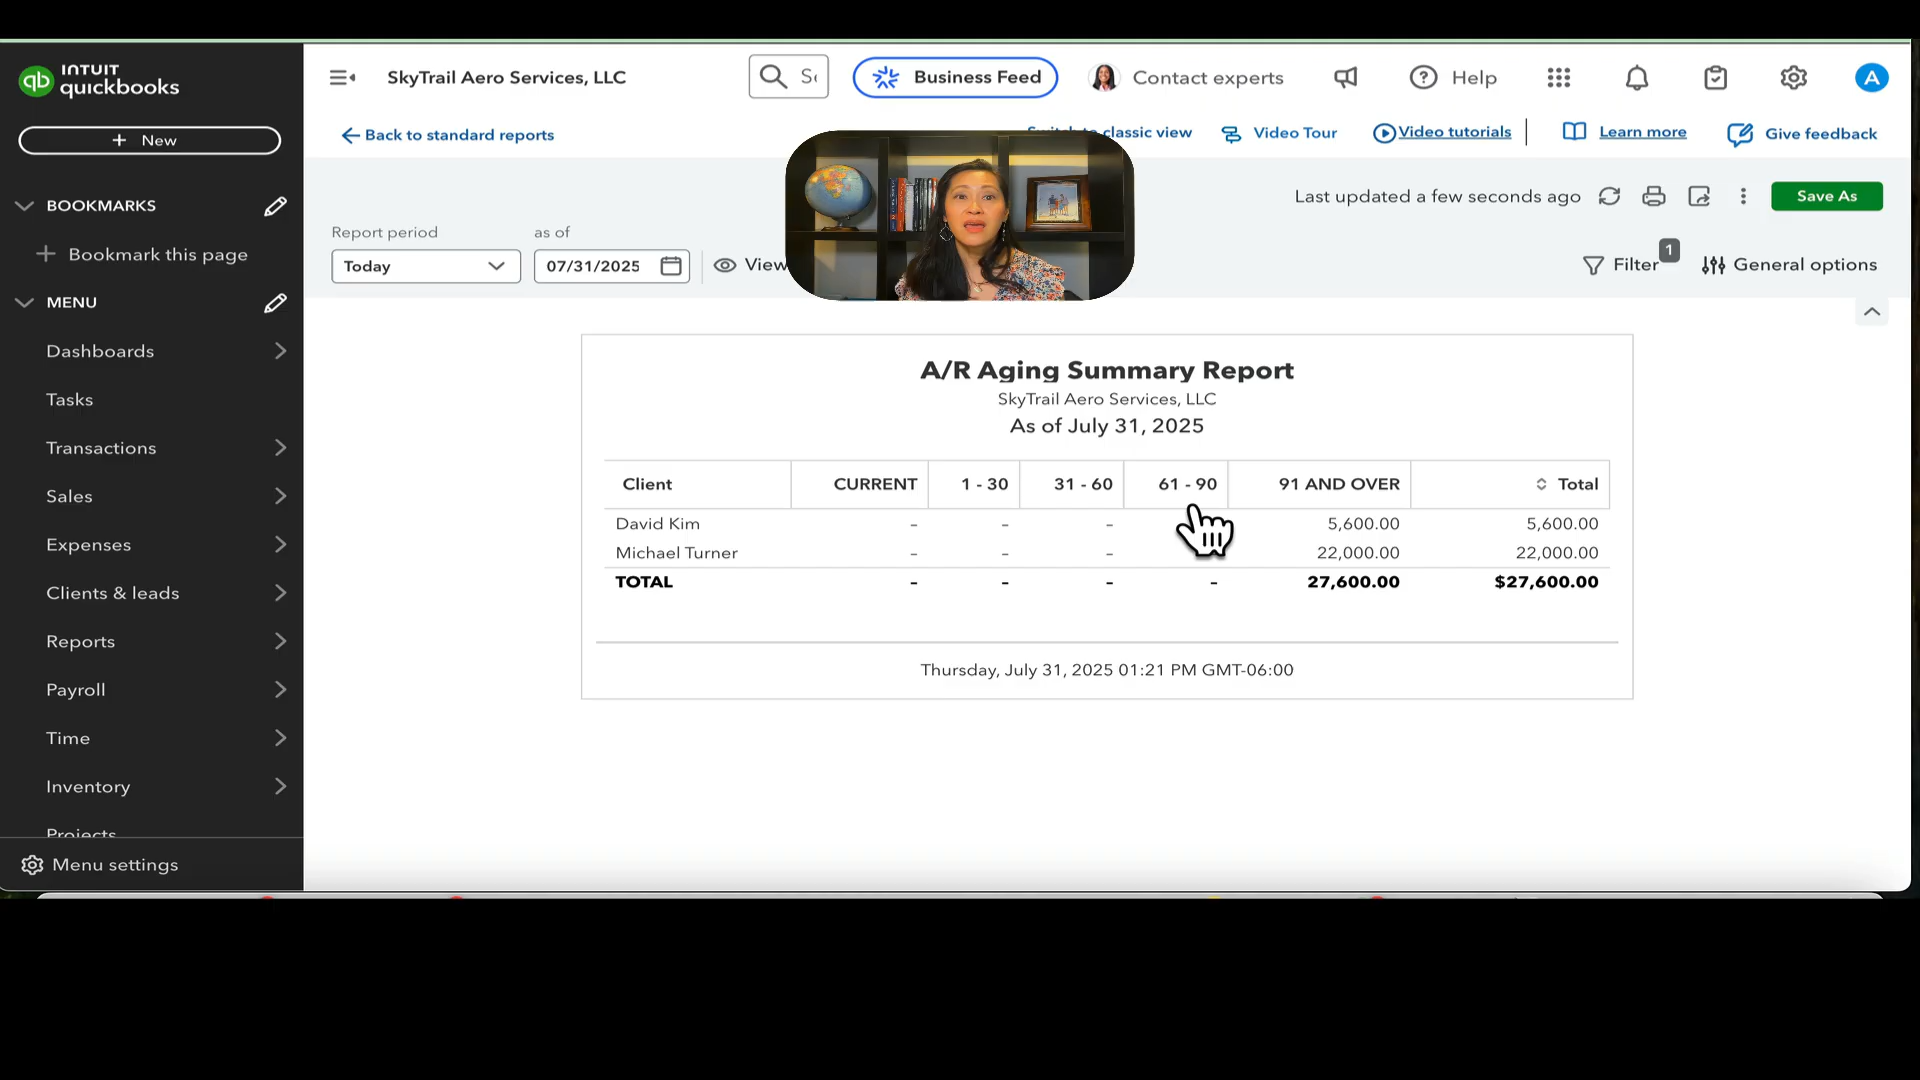 INTUIT
quickbooks
SkyTrail Aero Services, LLC
Business Feed
Contact experts
Help
A
New
Back to standard reports
classic view
Video Tour
Video tutorials
Learn more
Give feedback
BOOKMARKS
Bookmark this page
MENU
Dashboards
Tasks
Transactions
Sales
Expenses
Clients & leads
Reports
Payroll
Time
Inventory
Projects
Menu settings
Last updated a few seconds ago
Save As
Report period
as of
Today
07/31/2025
View
Filter
1
General options
A/R Aging Summary Report
SkyTrail Aero Services, LLC
As of July 31, 2025
Client CURRENT 1 - 30 31 - 60 61 - 90 91 AND OVER Total
David Kim - - - 5,600.00 5,600.00
Michael Turner - - - 22,000.00 22,000.00
TOTAL - - - - 27,600.00 $27,600.00
Thursday, July 31, 2025 01:21 PM GMT-06:00